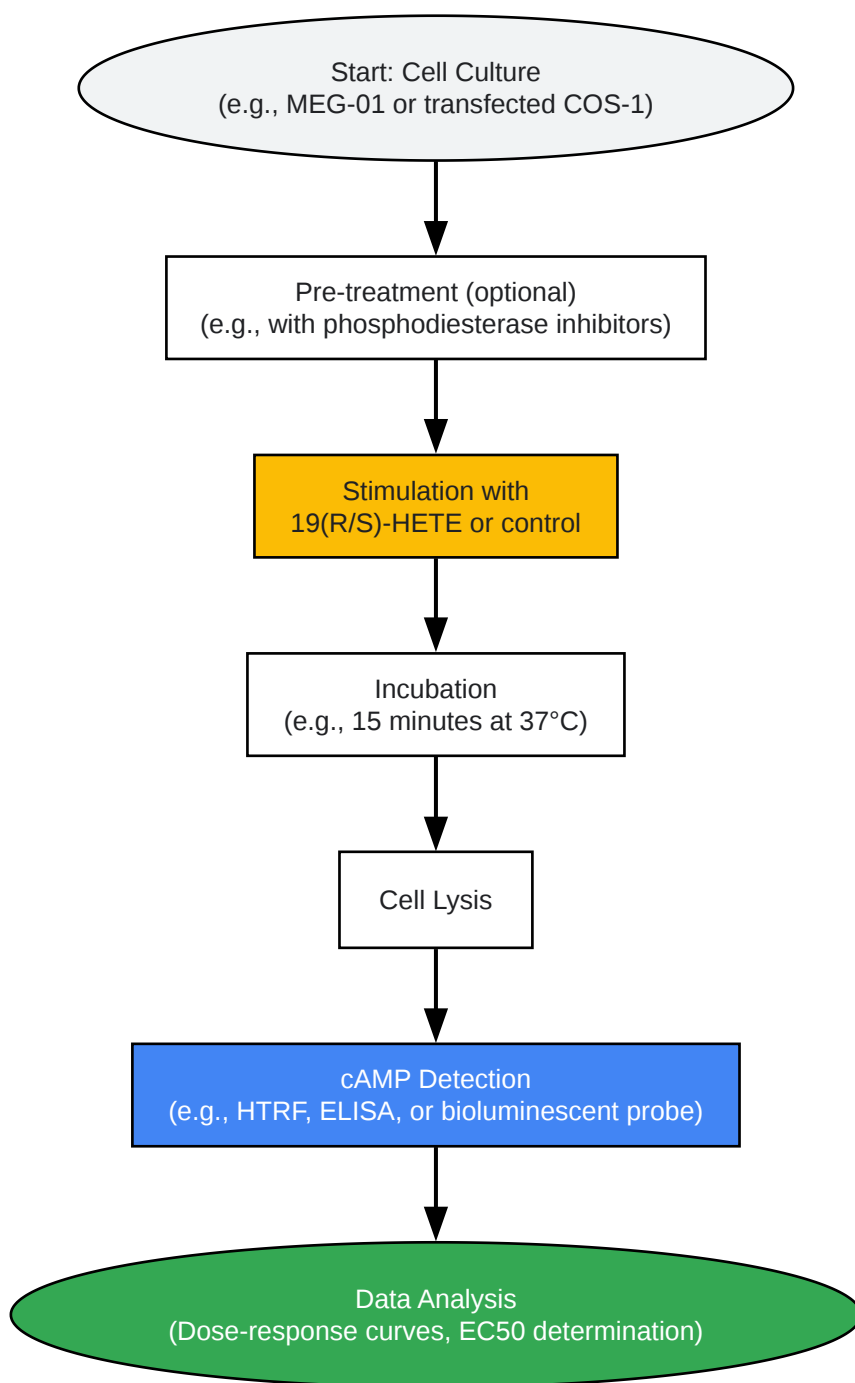 Start: Cell Culture
(e.g., MEG-01 or transfected COS-1)
Pre-treatment (optional)
(e.g., with phosphodiesterase inhibitors)
Stimulation with
19(R/S)-HETE or control
Incubation
(e.g., 15 minutes at 37°C)
Cell Lysis
cAMP Detection
(e.g., HTRF, ELISA, or bioluminescent probe)
Data Analysis
(Dose-response curves, EC50 determination)